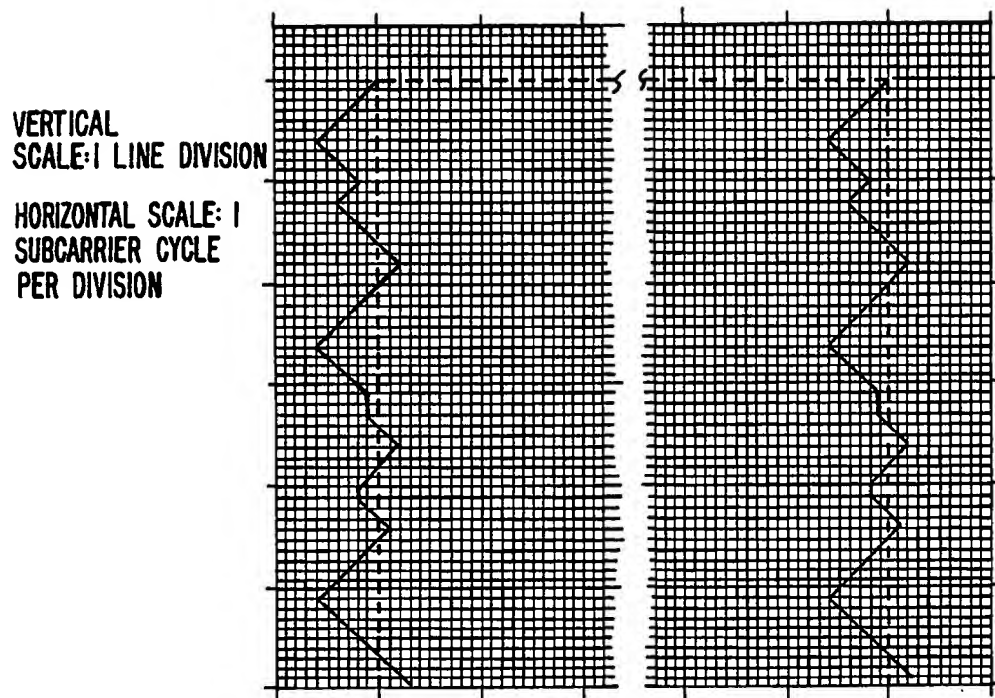 VERTICAL
SCALE: 1 LINE DIVISION
HORIZONTAL SCALE: 1
SUBCARRIER CYCLE
PER DIVISION